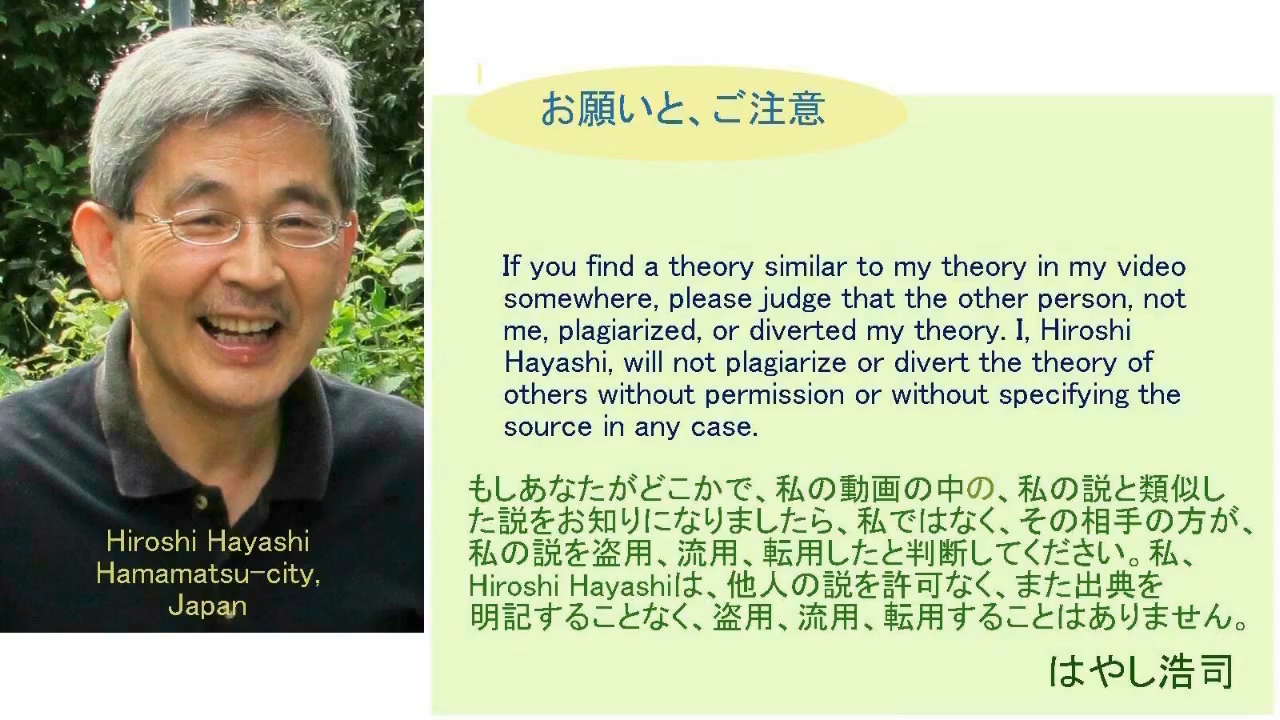 お願いと、ご注意
If you find a theory similar to my theory in my video
somewhere, please judge that the other person, not
me, plagiarized, or diverted my theory. I, Hiroshi
Hayashi, will not plagiarize or divert the theory of
others without permission or without specifying the
source in any case.
もしあなたがどこかで、私の動画の中の、私の説と類似し
た説をお知りになりましたら、私ではなく、その相手の方が、
私の説を盗用、流用、転用したと判断してください。私、
Hiroshi Hayashiは、他人の説を許可なく、また出典を
明記することなく、盗用、流用、転用することはありません。
はやし浩司
Hiroshi Hayashi
Hamamatsu-city,
Japan